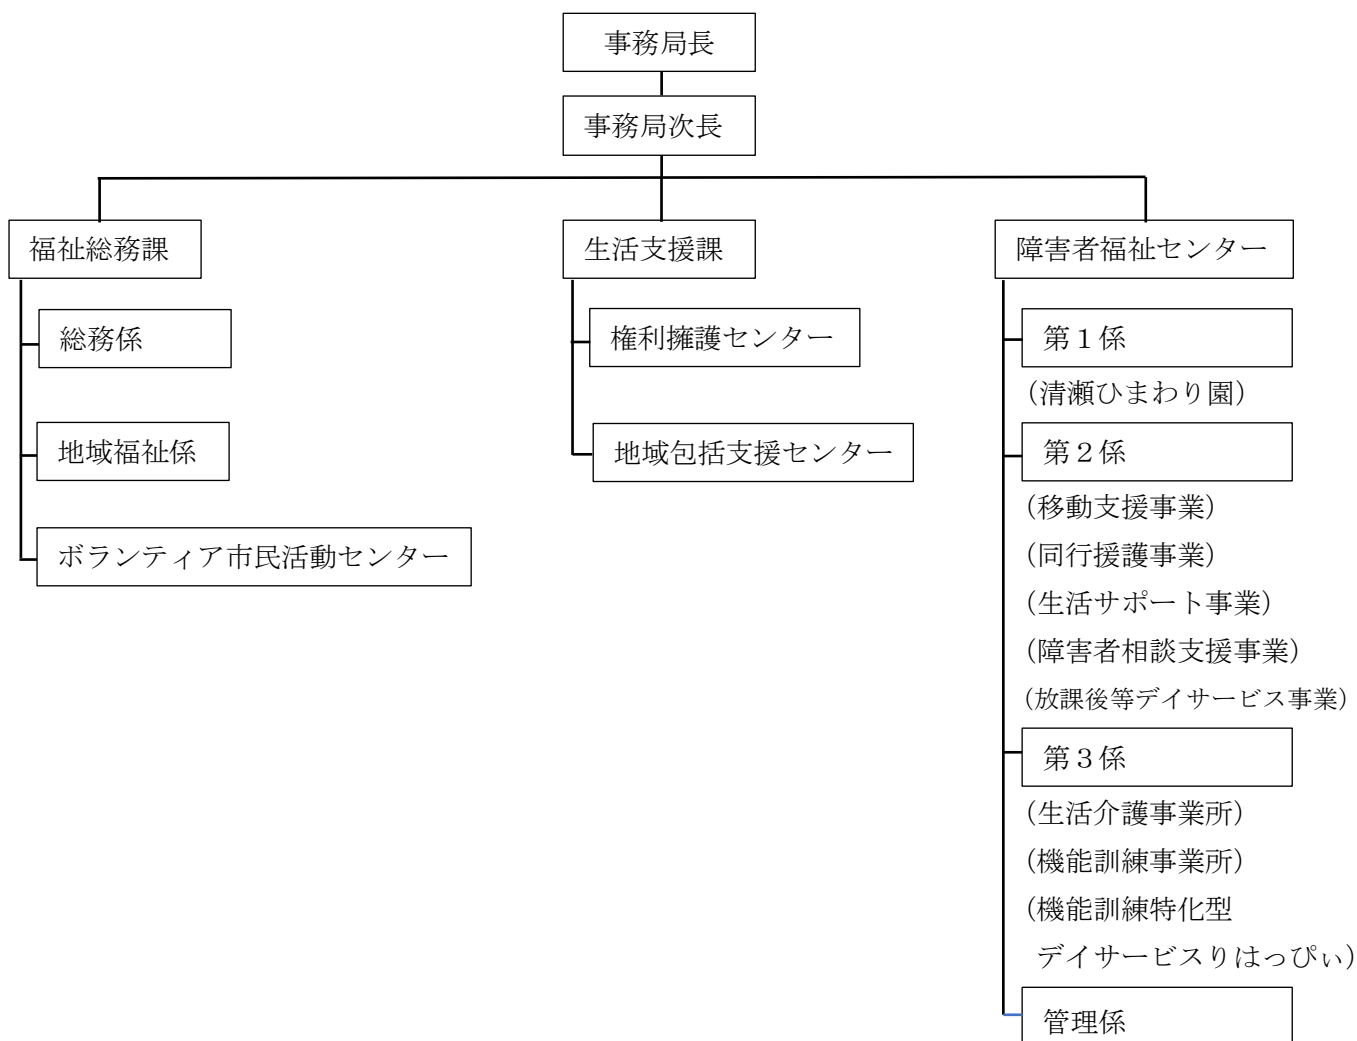 事務局長
事務局次長
福祉総務課
総務係
地域福祉係
ボランティア市民活動センター
生活支援課
権利擁護センター
地域包括支援センター
障害者福祉センター
第１係
（清瀬ひまわり園）
第２係
（移動支援事業）
（同行援護事業）
（生活サポート事業）
（障害者相談支援事業）
（放課後等デイサービス事業）
第３係
（生活介護事業所）
（機能訓練事業所）
（機能訓練特化型
デイサービスりはっぴぃ）
管理係